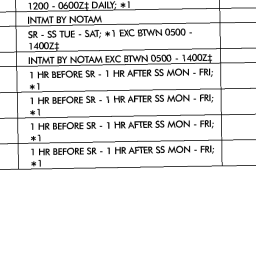 1200 - 0600Z‡ DAILY; ∗1
INTMT BY NOTAM
SR - SS TUE - SAT; ∗1 EXC BTWN 0500 -
1400Z‡
INTMT BY NOTAM EXC BTWN 0500 - 1400Z‡
1 HR BEFORE SR - 1 HR AFTER SS MON - FRI;
∗1
1 HR BEFORE SR - 1 HR AFTER SS MON - FRI;
∗1
1 HR BEFORE SR - 1 HR AFTER SS MON - FRI;
∗1
1 HR BEFORE SR - 1 HR AFTER SS MON - FRI;
∗1